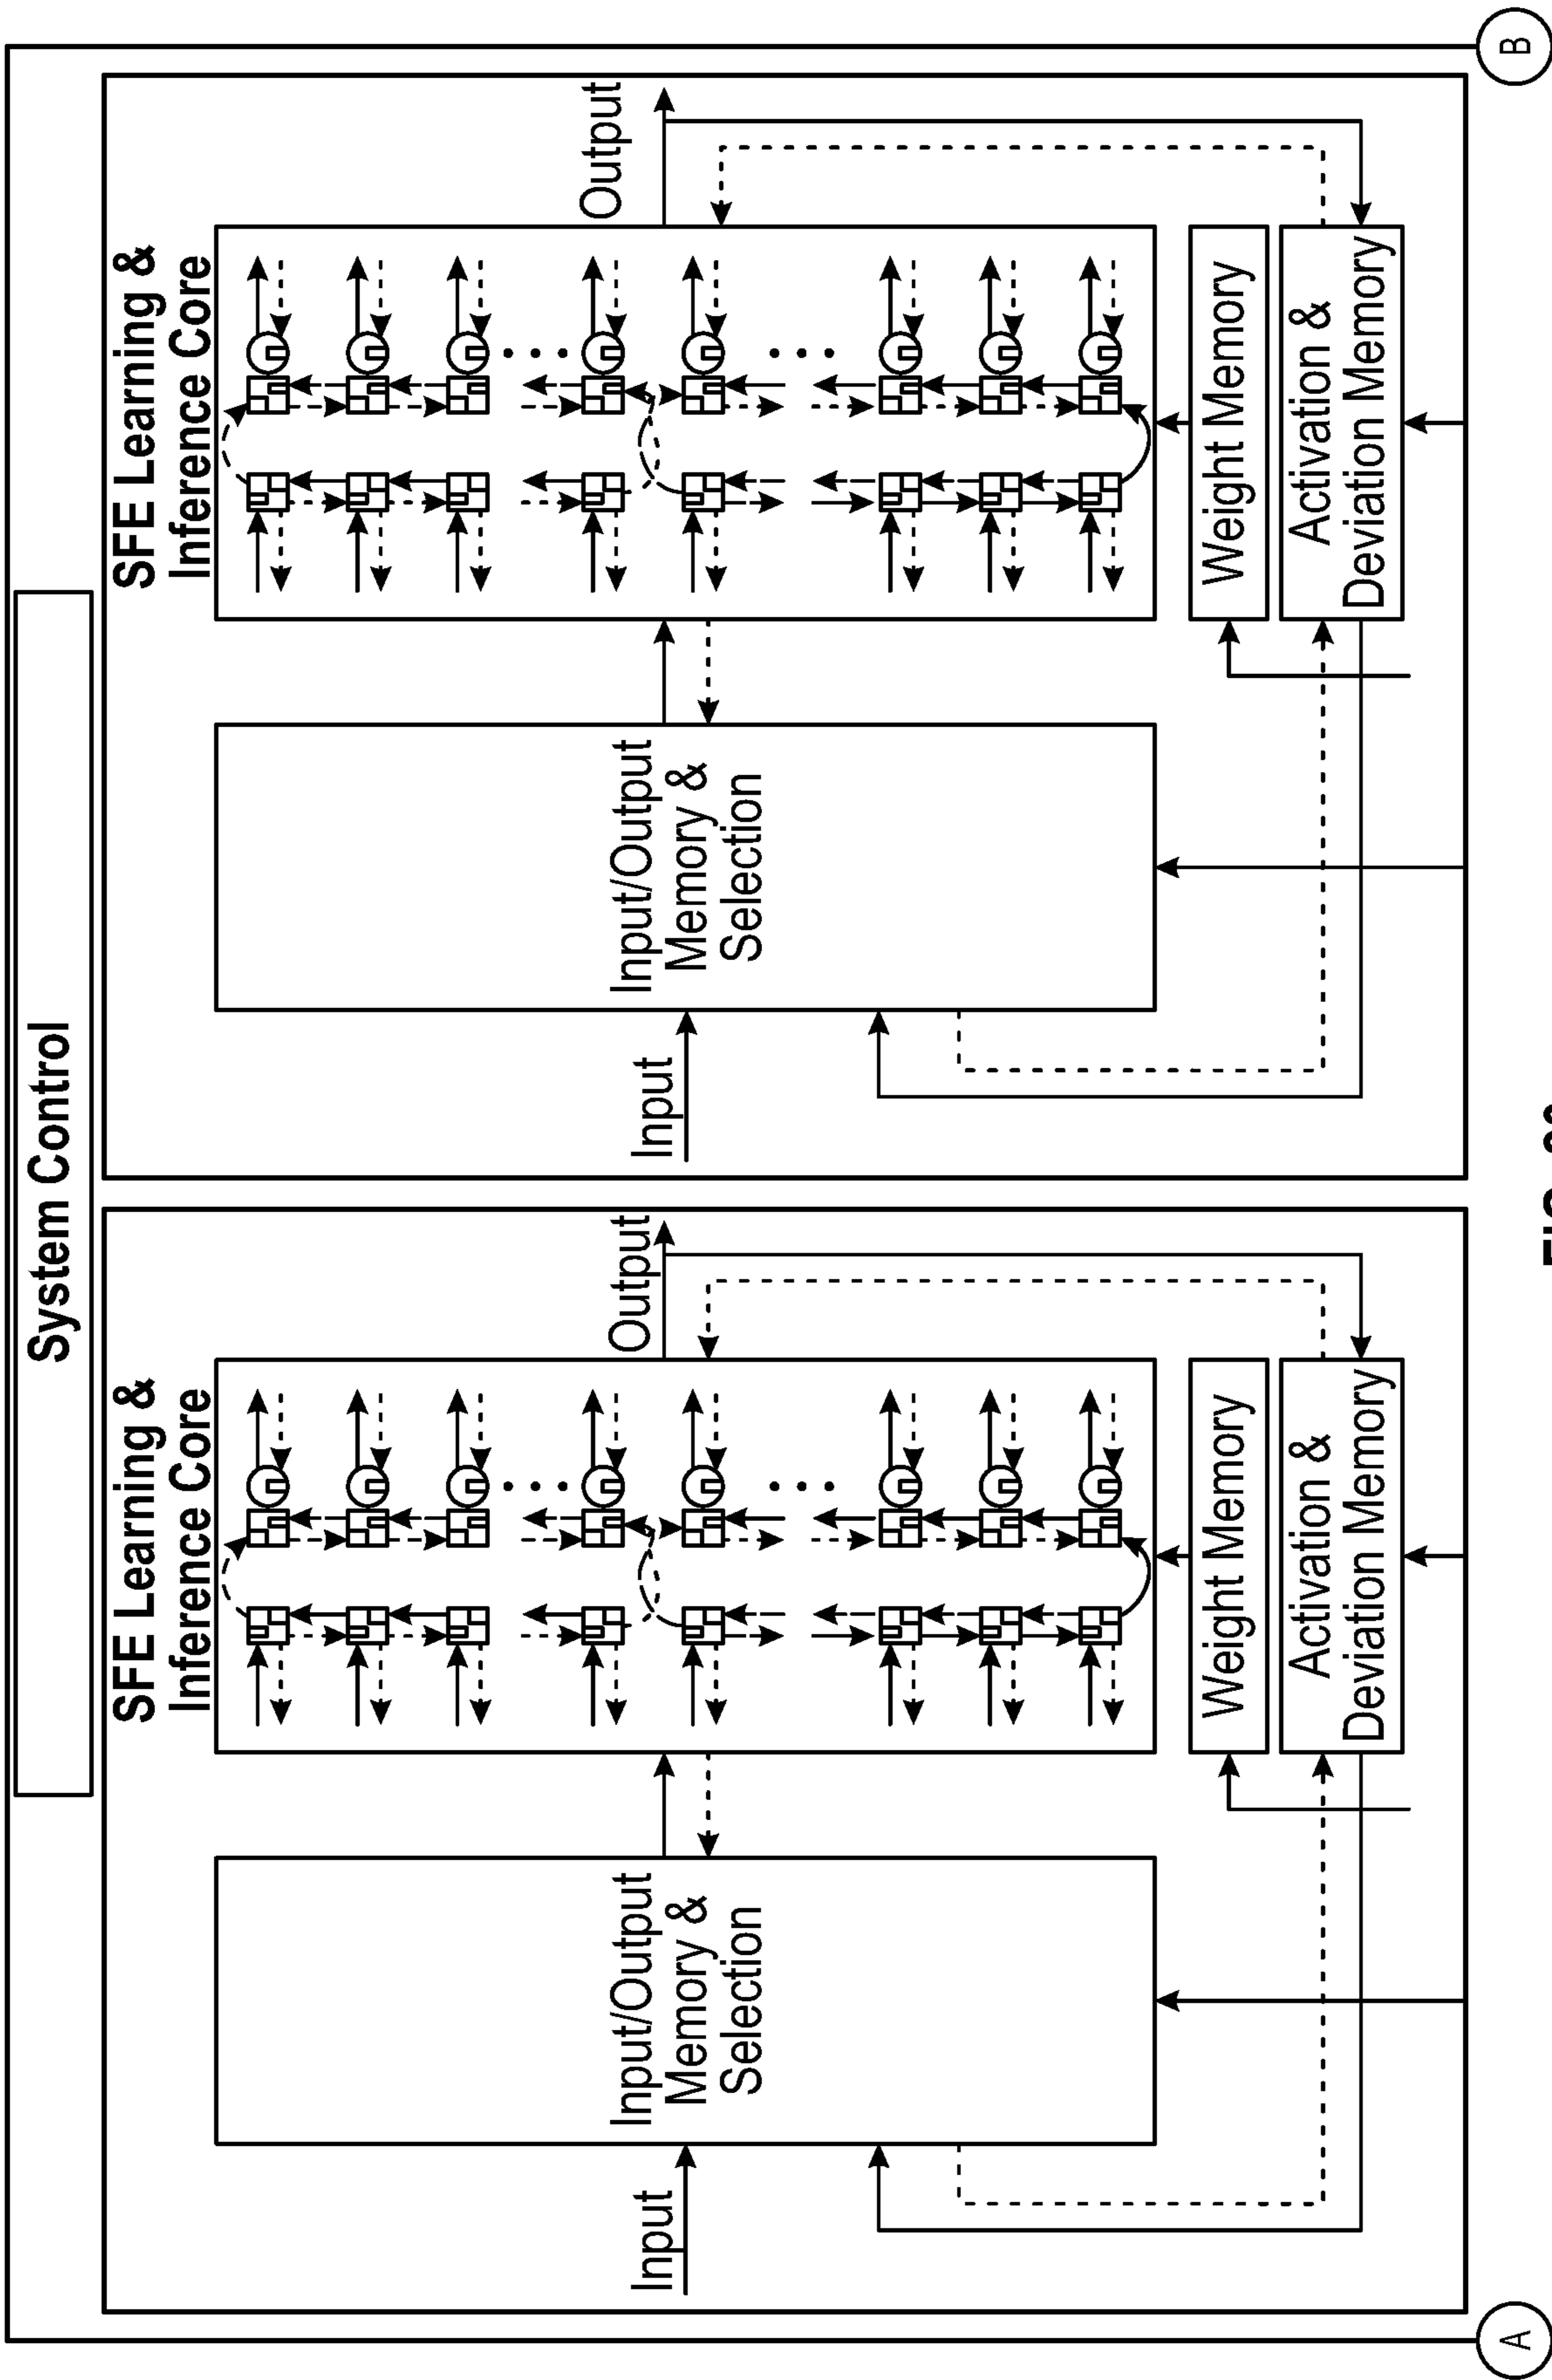 System Control
SFE Learning &
Inference Core
Input
Input/Output
Memory &
Selection
Output
Weight Memory
Activation &
Deviation Memory
SFE Learning &
Inference Core
Input
Input/Output
Memory &
Selection
Output
Weight Memory
Activation &
Deviation Memory
A
B